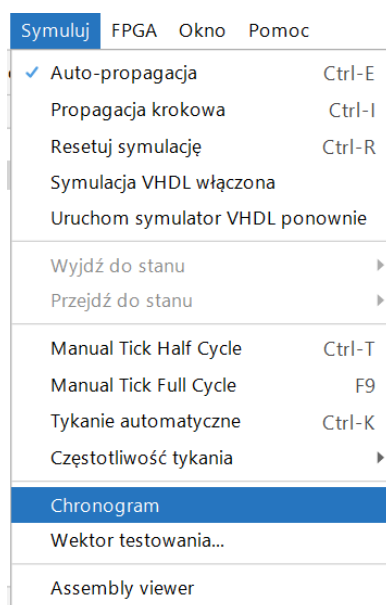 Symuluj FPGA Okno Pomoc
Auto-propagacja Ctrl-E
Propagacja krokowa Ctrl-I
Resetuj symulację Ctrl-R
Symulacja VHDL włączona
Uruchom symulator VHDL ponownie
Wyjdź do stanu
Przejdź do stanu
Manual Tick Half Cycle Ctrl-T
Manual Tick Full Cycle F9
Tykanie automatyczne Ctrl-K
Częstotliwość tykania
Chronogram
Wektor testowania...
Assembly viewer